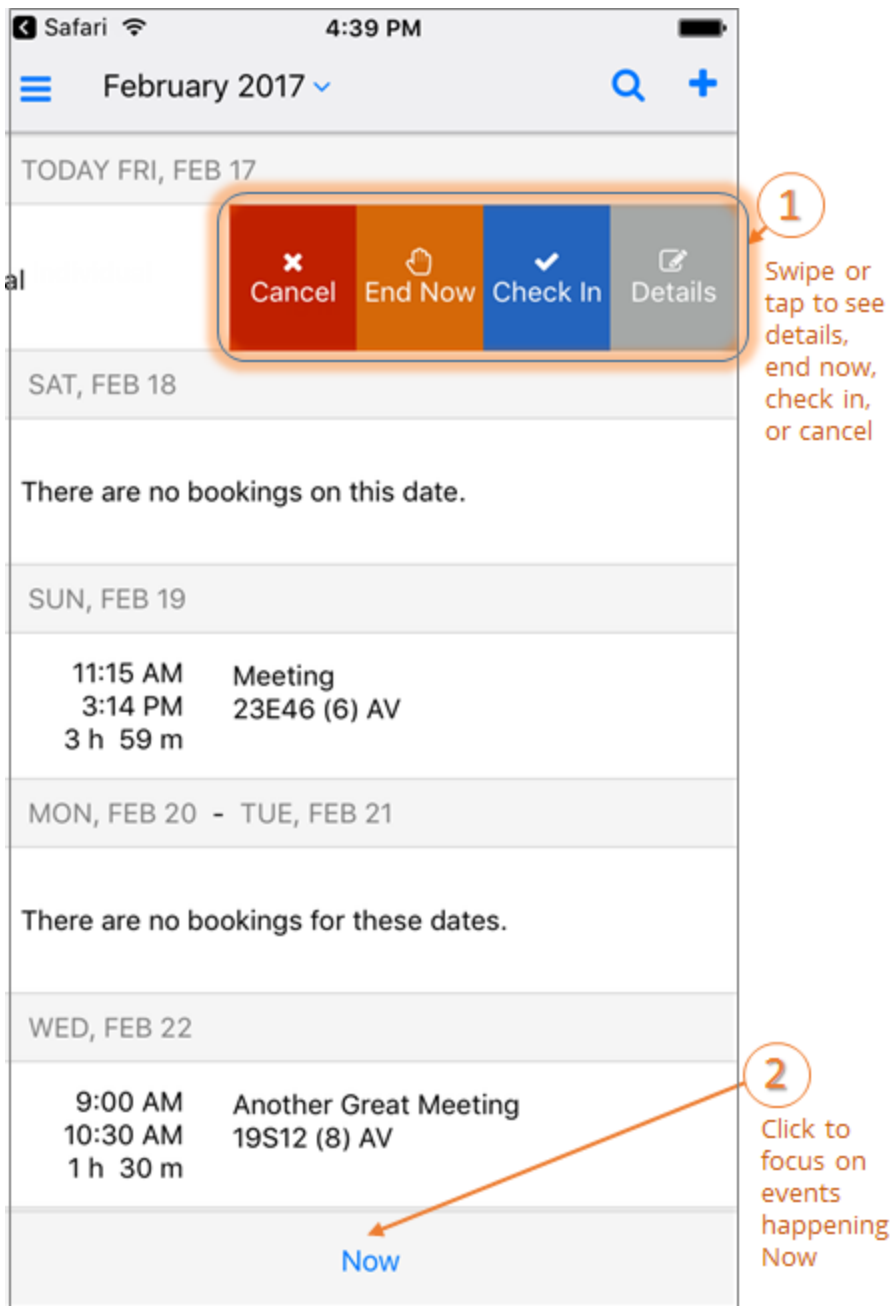 Safari 4:39 PM
February 2017
TODAY FRI, FEB 17
al
Cancel End Now Check In Details
1
Swipe or
tap to see
details,
end now,
check in,
or cancel
SAT, FEB 18
There are no bookings on this date.
SUN, FEB 19
11:15 AM Meeting
3:14 PM 23E46 (6) AV
3 h 59 m
MON, FEB 20 - TUE, FEB 21
There are no bookings for these dates.
WED, FEB 22
9:00 AM Another Great Meeting
10:30 AM 19S12 (8) AV
1 h 30 m
2
Click to
focus on
events
happening
Now
Now